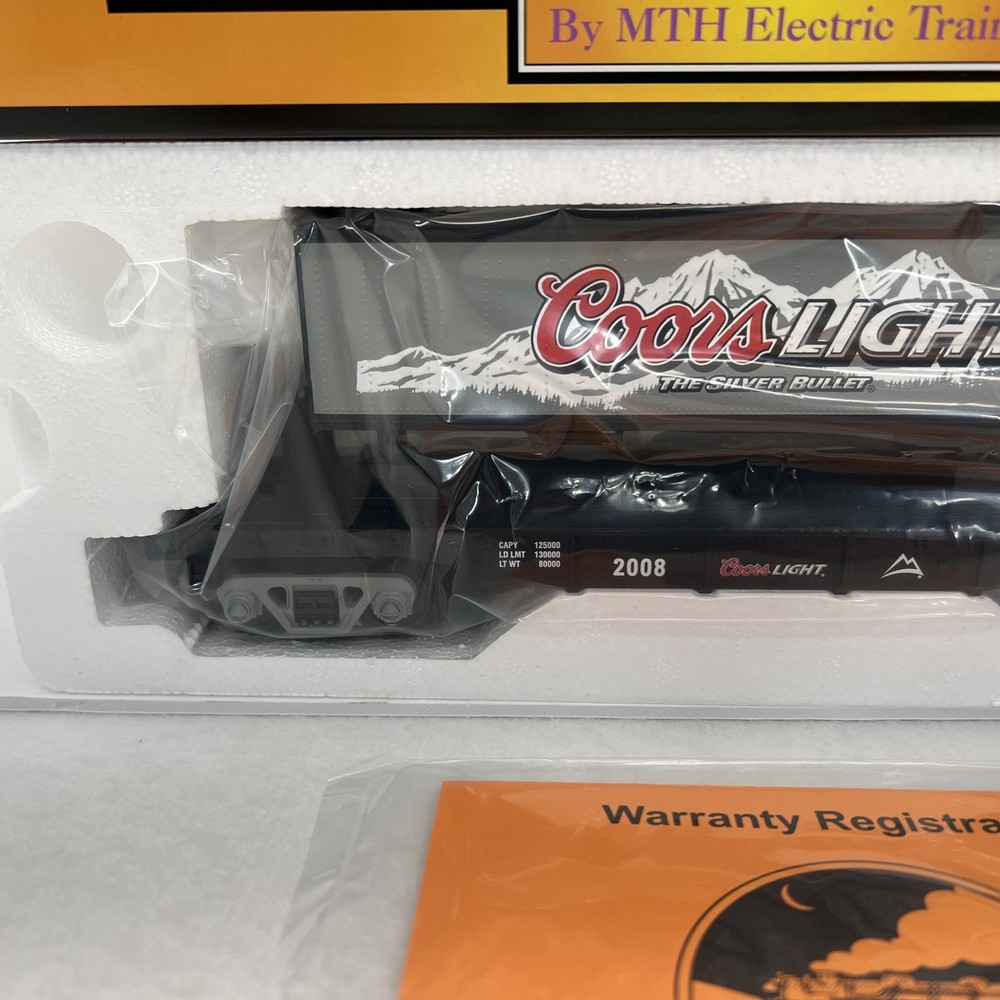 By MTH Electric Train
Coors LIGHT
THE SILVER BULLET
CAPY 125000
LD LMT 130000
LT WT 80000
2008
Coors LIGHT.
Warranty Registra